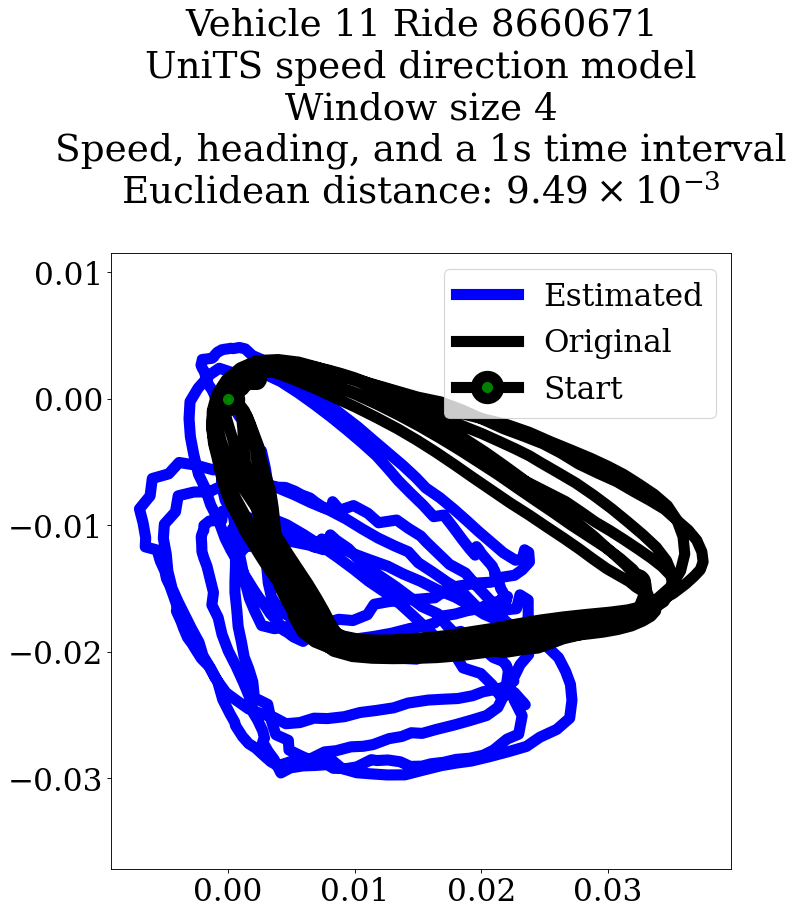 Vehicle 11 Ride 8660671
UniTS speed direction model
Window size 4
Speed, heading, and a 1s time interval
Euclidean distance: 9.49 × 10⁻³
Estimated
Original
Start
0.01
0.00
−0.01
−0.02
−0.03
0.00 0.01 0.02 0.03